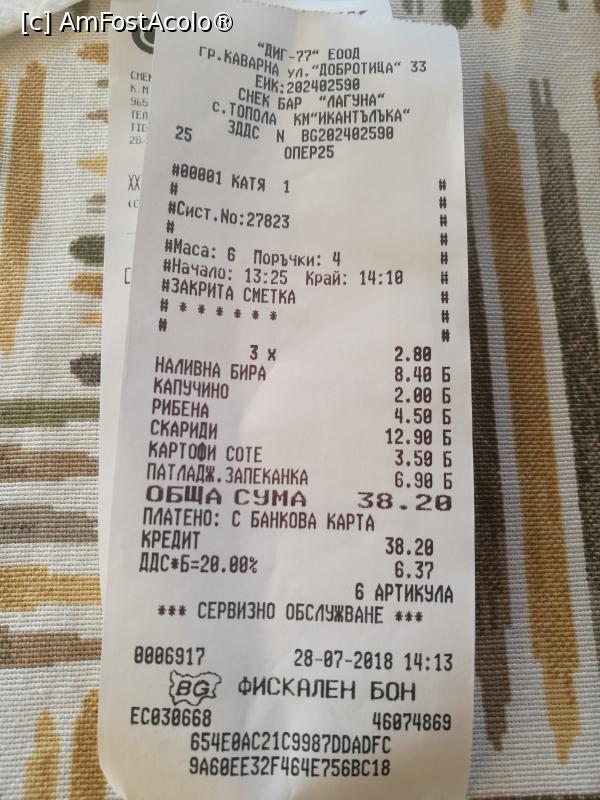 [c] AmFostAcolo®
СНЕК
К.М
965
ТЕЛ
28-
"ДИГ-77" ЕООД
ГР.КАВАРНА УЛ."ДОБРОТИЦА" 33
ЕИК:202402590
СНЕК БАР "ЛАГУНА"
С.ТОПОЛА КМ"ИКАНТЪЛЪКА"
25 ЗДДС N BG202402590
ОПЕР25
#00001 КАТЯ 1 #
# #
#Сист.No:27823 #
# #
#Маса: 6 Поръчки: 4 #
#Начало: 13:25 Край: 14:10 #
#ЗАКРИТА СМЕТКА #
# * * * * * * #
# #
3 x 2.80
НАЛИВНА БИРА 8.40 Б
КАПУЧИНО 2.00 Б
РИБЕНА 4.50 Б
СКАРИДИ 12.90 Б
КАРТОФИ СОТЕ 3.50 Б
ПАТЛАДЖ.ЗАПЕКАНКА 6.90 Б
ОБЩА СУМА 38.20
ПЛАТЕНО: С БАНКОВА КАРТА
КРЕДИТ 38.20
ДДС*Б=20.00% 6.37
6 АРТИКУЛА
*** СЕРВИЗНО ОБСЛУЖВАНЕ ***
0006917 28-07-2018 14:13
BG ФИСКАЛЕН БОН
EC030668 46074869
654E0AC21C9987DDADFC
9A60EE32F464E756BC18